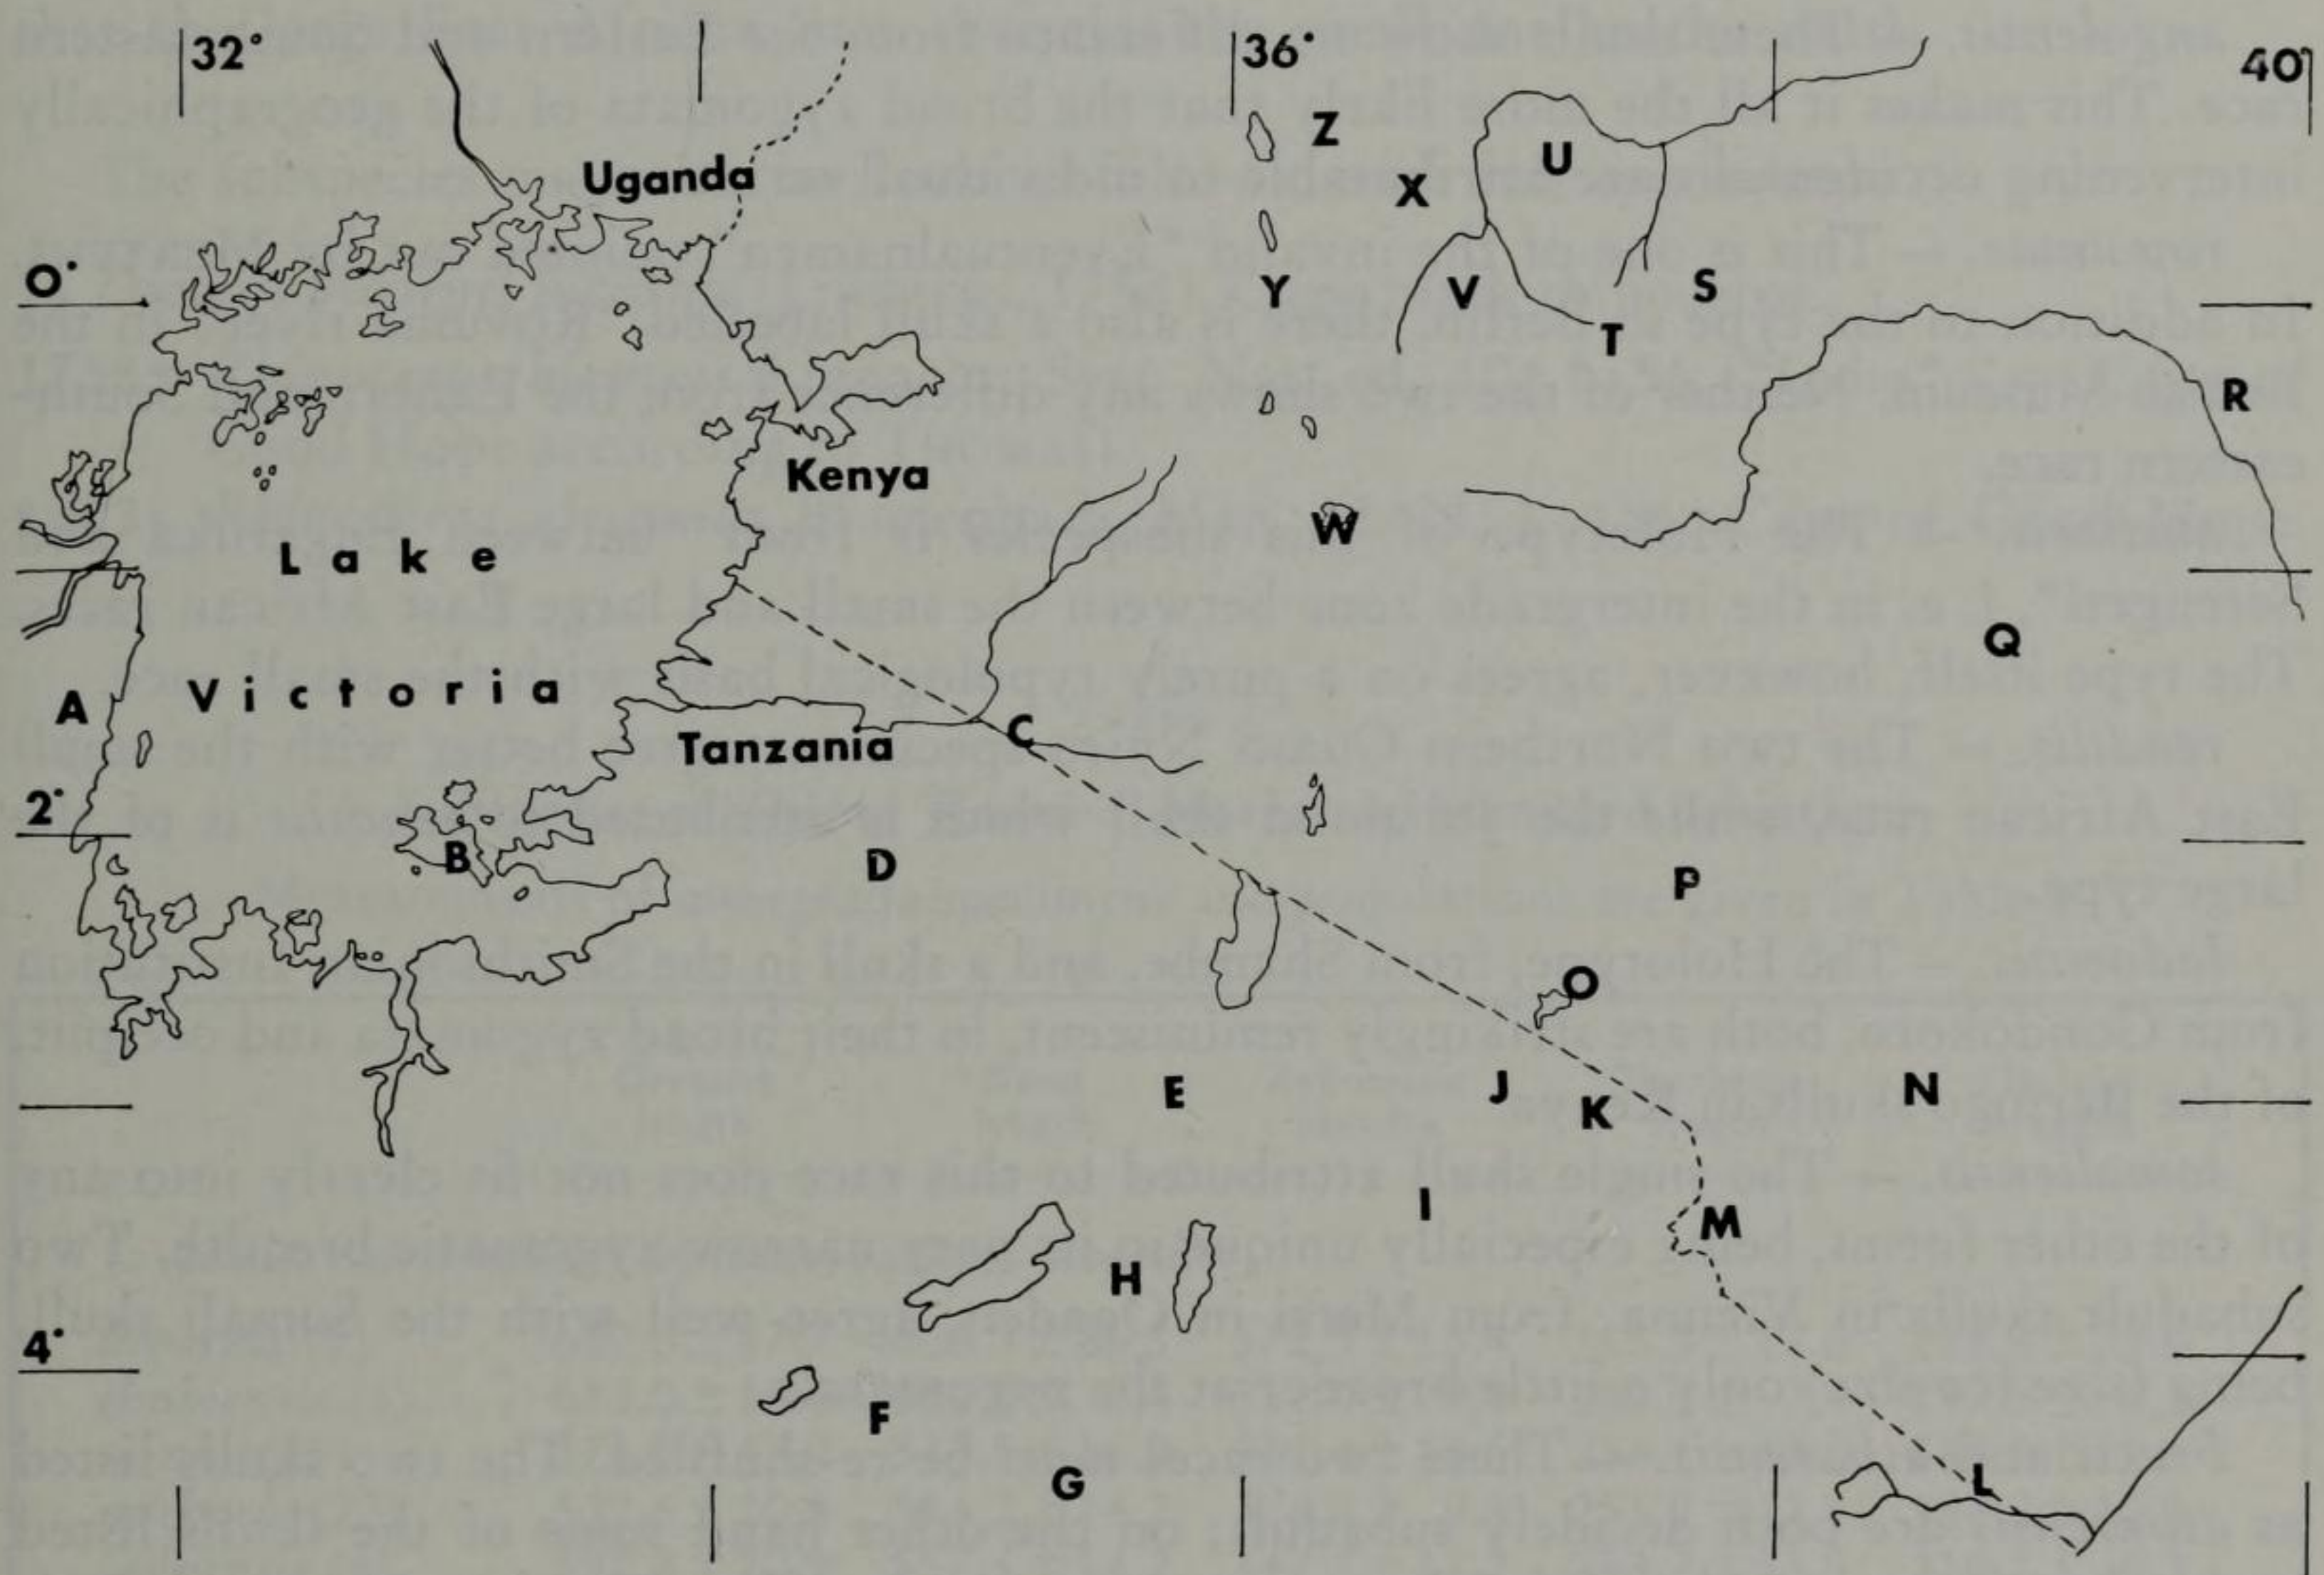 32° 36° 40°
Z
Uganda U
X
0° Y V S
T
R
Kenya
W
Lake
Q
A Victoria
C
Tanzania
2°
B D P
O
E J N
K
I
M
H
4°
F
G L